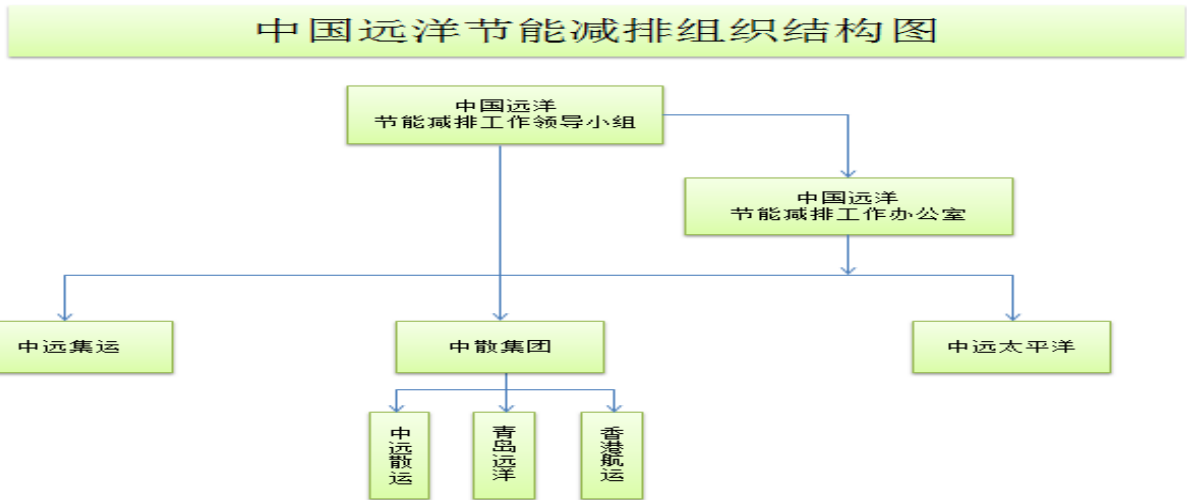 中国远洋节能减排组织结构图
中国远洋
节能减排工作领导小组
中国远洋
节能减排工作办公室
中远集运
中散集团
中远太平洋
中远散运
青岛远洋
香港航运